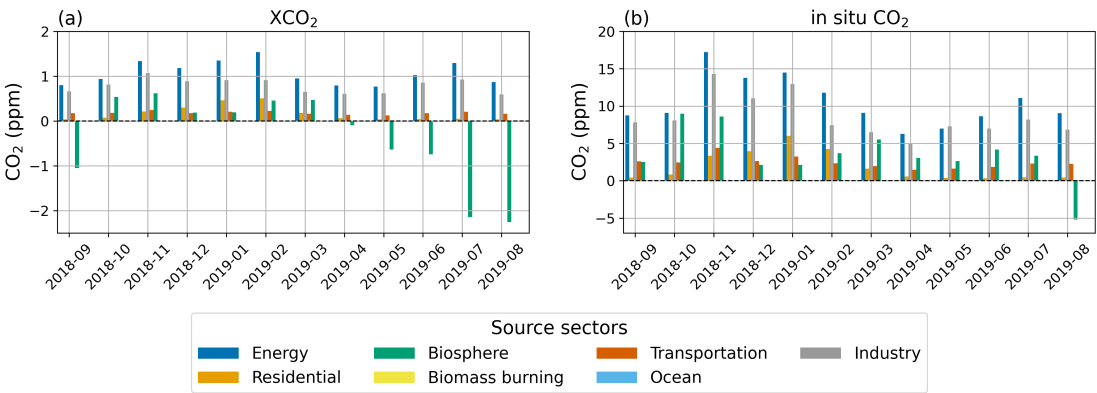 (a) XCO₂
CO₂ (ppm)
2
1
0
−1
−2
2018-09 2018-10 2018-11 2018-12 2019-01 2019-02 2019-03 2019-04 2019-05 2019-06 2019-07 2019-08
(b) in situ CO₂
CO₂ (ppm)
20
15
10
5
0
−5
2018-09 2018-10 2018-11 2018-12 2019-01 2019-02 2019-03 2019-04 2019-05 2019-06 2019-07 2019-08
Source sectors
Energy Biosphere Transportation Industry
Residential Biomass burning Ocean